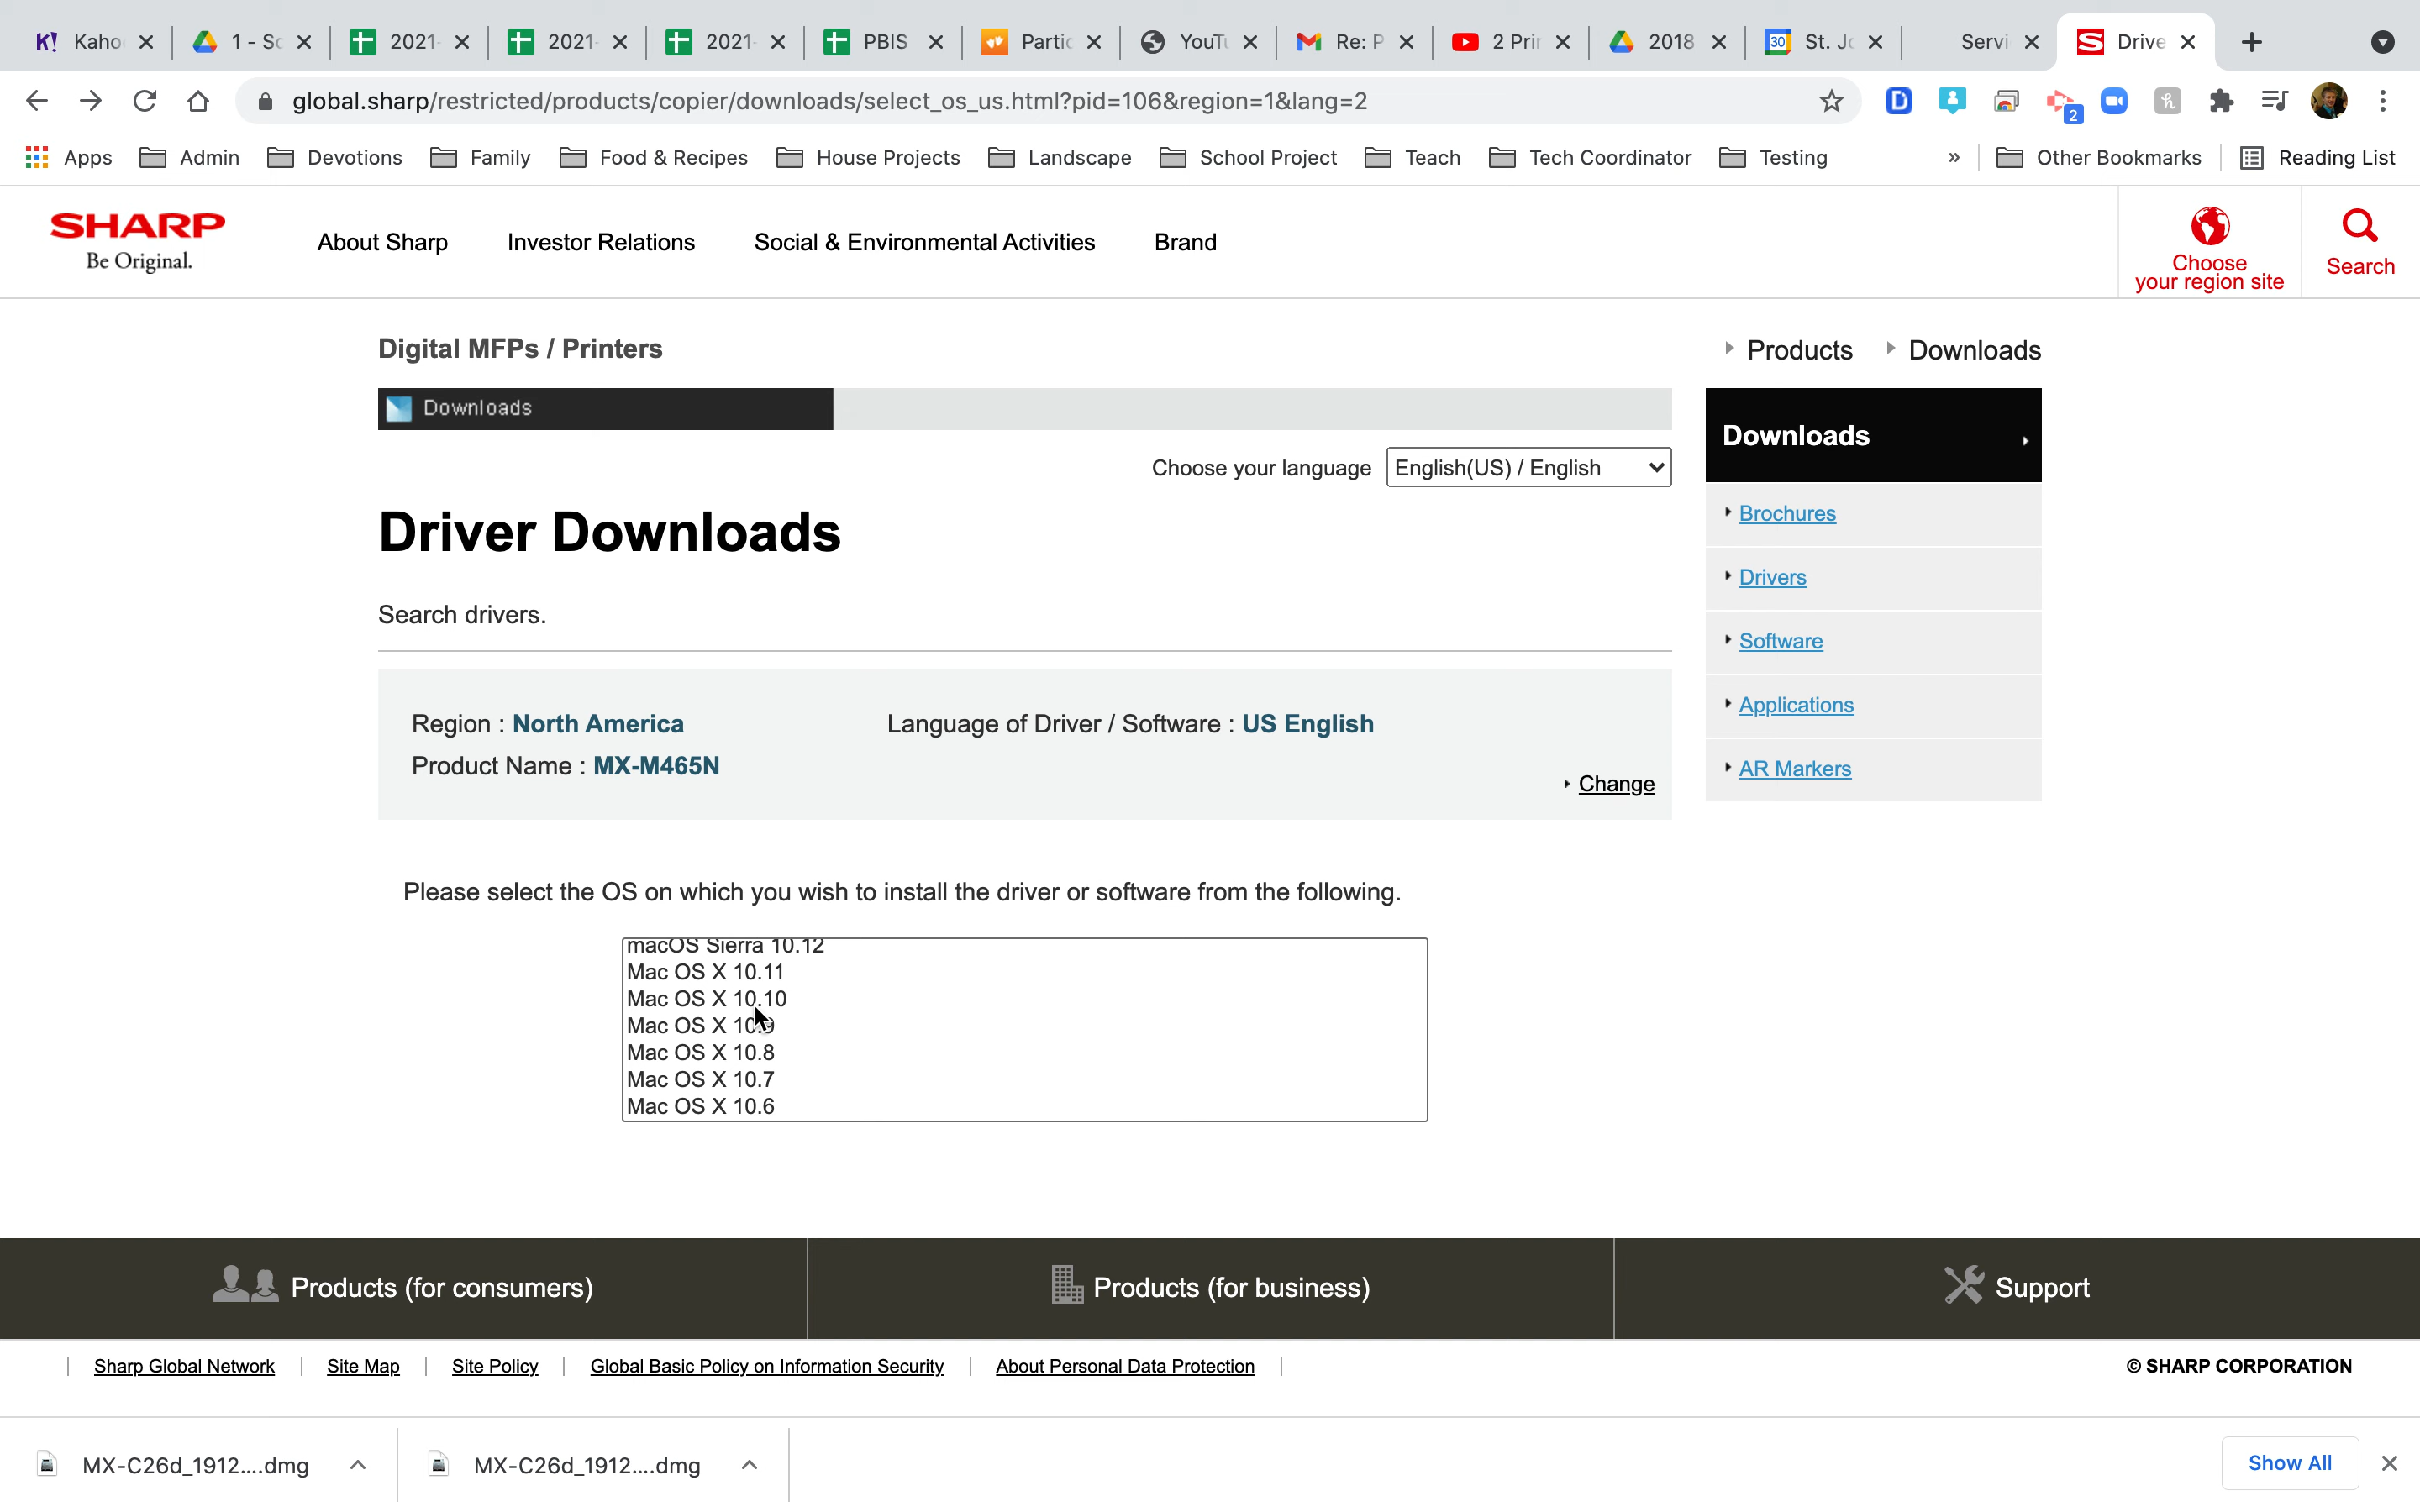 Kaho
1 - Sc
2021-
2021-
2021-
PBIS
Partic
YouTu
Re: P
2 Prin
2018
30
St. Jo
Servi
Drive
global.sharp/restricted/products/copier/downloads/select_os_us.html?pid=106&region=1&lang=2
2
Apps
Admin
Devotions
Family
Food & Recipes
House Projects
Landscape
School Project
Teach
Tech Coordinator
Testing
»
Other Bookmarks
Reading List
SHARP
Be Original.
About Sharp
Investor Relations
Social & Environmental Activities
Brand
Choose
your region site
Search
Digital MFPs / Printers
Products
Downloads
Downloads
Choose your language
English(US) / English
Downloads
Driver Downloads
Brochures
Drivers
Search drivers.
Software
Region : North America
Language of Driver / Software : US English
Applications
Product Name : MX-M465N
Change
AR Markers
Please select the OS on which you wish to install the driver or software from the following.
macOS Sierra 10.12
Mac OS X 10.11
Mac OS X 10.10
Mac OS X 10.9
Mac OS X 10.8
Mac OS X 10.7
Mac OS X 10.6
Products (for consumers)
Products (for business)
Support
Sharp Global Network
Site Map
Site Policy
Global Basic Policy on Information Security
About Personal Data Protection
© SHARP CORPORATION
MX-C26d_1912....dmg
MX-C26d_1912....dmg
Show All